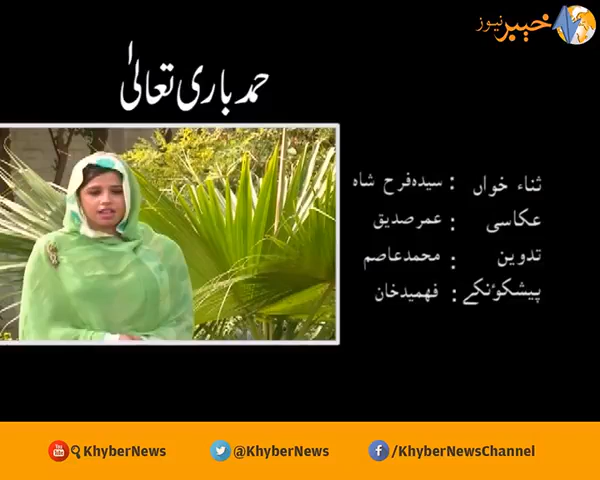 خیبر نیوز
حمد باری تعالیٰ
ثناء خواں : سیدہ فرح شاہ
عکاسی : عمر صدیق
تدوین : محمد عاصم
پیشکوئنکے : فہمید خان
KhyberNews
@KhyberNews
/KhyberNewsChannel